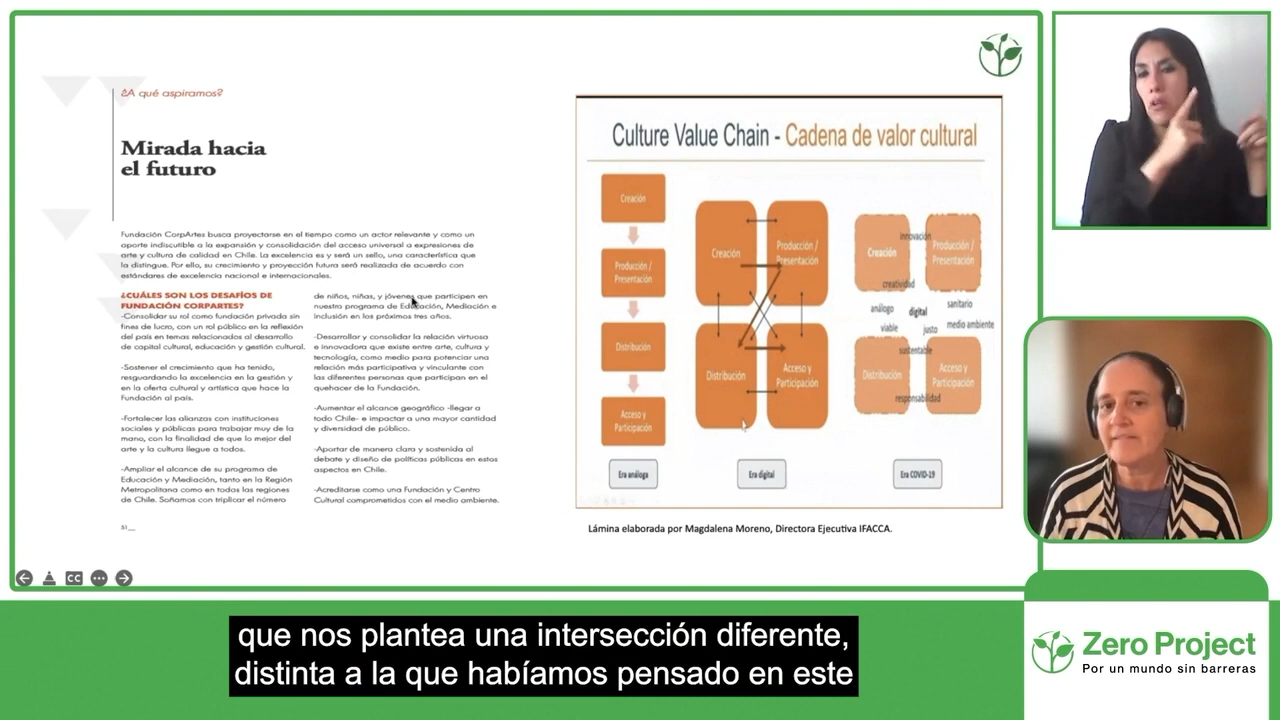 ¿A qué aspiramos?
Mirada hacia
el futuro
Fundación CorpArtes busca proyectarse en el tiempo como un actor relevante y como un
aporte indiscutible a la expansión y consolidación del acceso universal a expresiones de
arte y cultura de calidad en Chile. La excelencia es y será un sello, una característica que
la distingue. Por ello, su crecimiento y proyección futura será realizada de acuerdo con
estándares de excelencia nacional e internacionales.
¿CUÁLES SON LOS DESAFÍOS DE
FUNDACIÓN CORPARTES?
-Consolidar su rol como fundación privada sin
fines de lucro, con un rol público en la reflexión
del país en temas relacionados al desarrollo
de capital cultural, educación y gestión cultural.
-Sostener el crecimiento que ha tenido,
resguardando la excelencia en la gestión y
en la oferta cultural y artística que hace la
Fundación al país.
-Fortalecer las alianzas con instituciones
sociales y públicas para trabajar muy de la
mano, con la finalidad de que lo mejor del
arte y la cultura llegue a todos.
-Ampliar el alcance de su programa de
Educación y Mediación, tanto en la Región
Metropolitana como en todas las regiones
de Chile. Soñamos con triplicar el número
de niños, niñas, y jóvenes que participen en
nuestro programa de Educación, Mediación e
inclusión en los próximos tres años.
-Desarrollar y consolidar la relación virtuosa
e innovadora que existe entre arte, cultura y
tecnología, como medio para potenciar una
relación más participativa y vinculante con
las diferentes personas que participan en el
quehacer de la Fundación.
-Aumentar el alcance geográfico -llegar a
todo Chile- e impactar a una mayor cantidad
y diversidad de público.
-Aportar de manera clara y sostenida al
debate y diseño de políticas públicas en estos
aspectos en Chile.
-Acreditarse como una Fundación y Centro
Cultural comprometidos con el medio ambiente.
51__
Culture Value Chain - Cadena de valor cultural
Creación
Producción /
Presentación
Distribución
Acceso y
Participación
Era análoga
Creación
Producción /
Presentación
Distribución
Acceso y
Participación
Era digital
Creación
innovación
Producción /
Presentación
creatividad
análogo
digital
sanitario
viable
justo
medio ambiente
sustentable
Distribución
Acceso y
Participación
responsabilidad
Era COVID-19
Lámina elaborada por Magdalena Moreno, Directora Ejecutiva IFACCA.
CC
que nos plantea una intersección diferente,
distinta a la que habíamos pensado en este
Zero Project
Por un mundo sin barreras